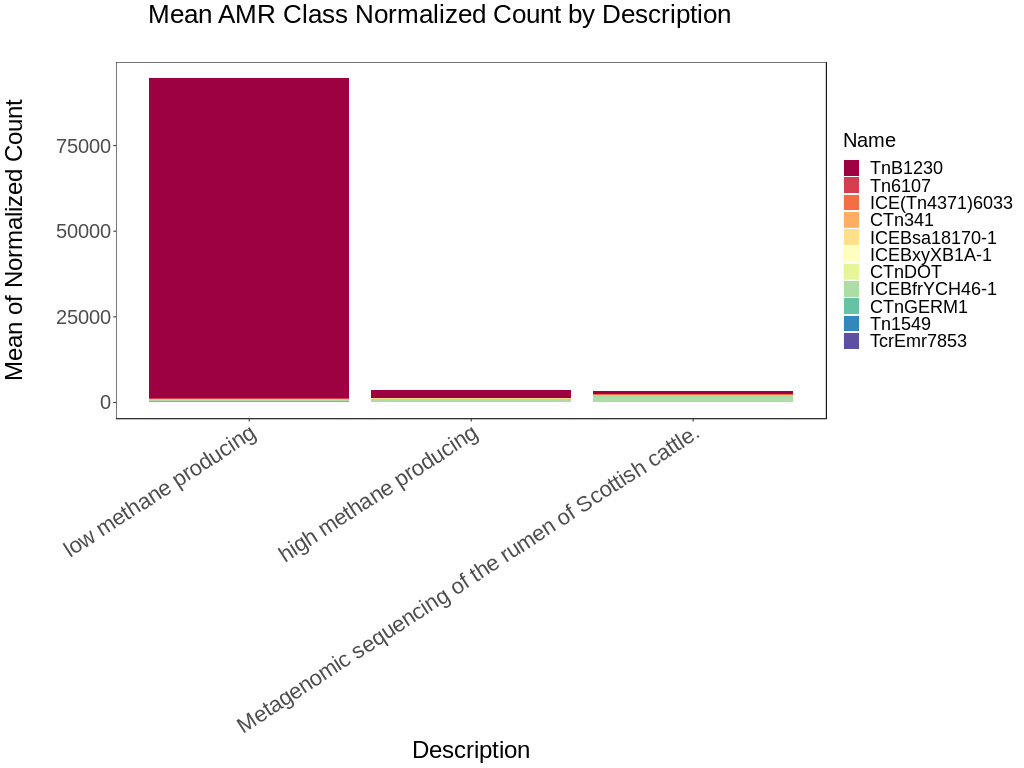 Mean AMR Class Normalized Count by Description
Mean of Normalized Count
75000
50000
25000
0
low methane producing
high methane producing
Metagenomic sequencing of the rumen of Scottish cattle.
Description
Name
TnB1230
Tn6107
ICE(Tn4371)6033
CTn341
ICEBsa18170-1
ICEBxyXB1A-1
CTnDOT
ICEBfrYCH46-1
CTnGERM1
Tn1549
TcrEmr7853